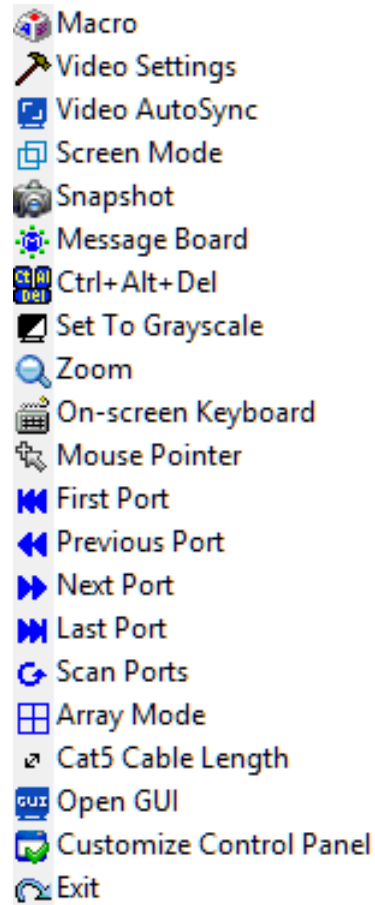 Macro
Video Settings
Video AutoSync
Screen Mode
Snapshot
Message Board
Ctrl+Alt+Del
Set To Grayscale
Zoom
On-screen Keyboard
Mouse Pointer
First Port
Previous Port
Next Port
Last Port
Scan Ports
Array Mode
Cat5 Cable Length
GUI Open GUI
Customize Control Panel
Exit